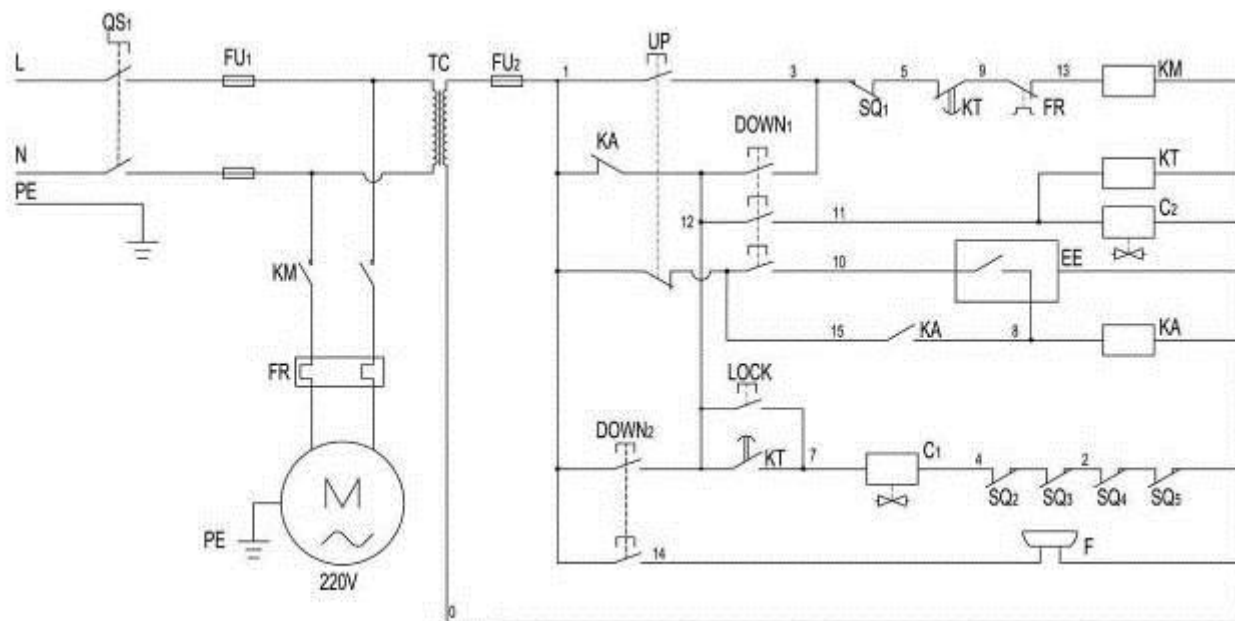 QS1
L
FU1
TC
FU2
1
UP
3
5
9
13
KM
SQ1
KT
FR
DOWN1
KA
N
PE
KT
12
11
C2
KM
10
EE
15
KA
8
KA
FR
LOCK
DOWN2
KT
7
C1
4
2
SQ2
SQ3
SQ4
SQ5
M
PE
14
F
220V
0